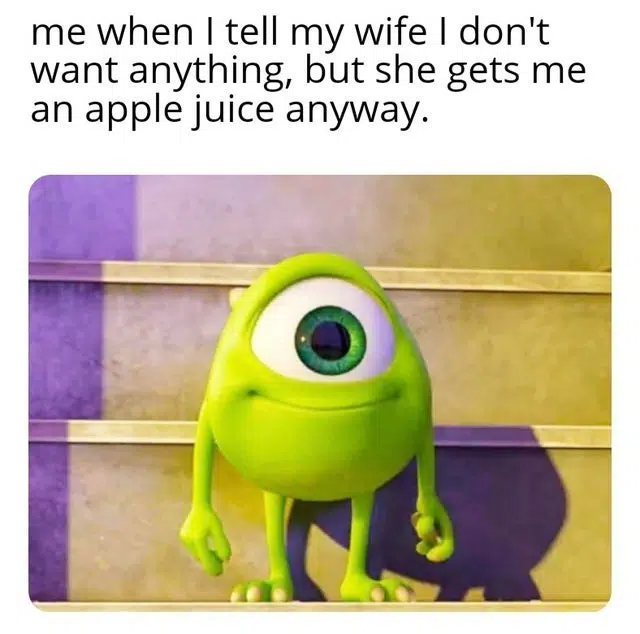 me when I tell my wife I don't
want anything, but she gets me
an apple juice anyway.